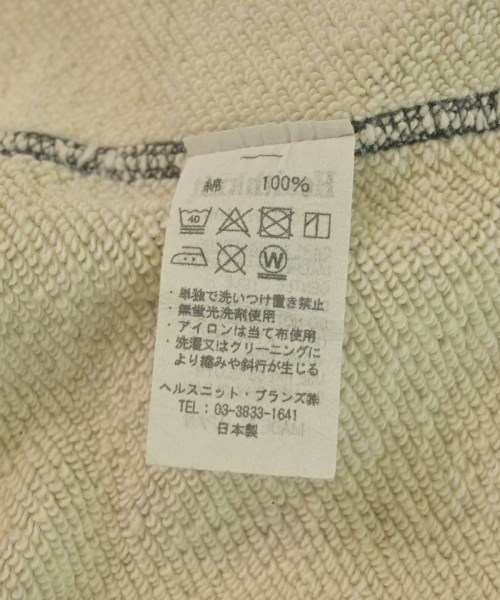 綿 100%
40
W
・単独で洗いつけ置き禁止
・無蛍光洗剤使用
・アイロンは当て布使用
・洗濯又はクリーニングに
より縮みや斜行が生じる
ヘルスニット・ブランズ㈱
TEL：03-3833-1641
日本製